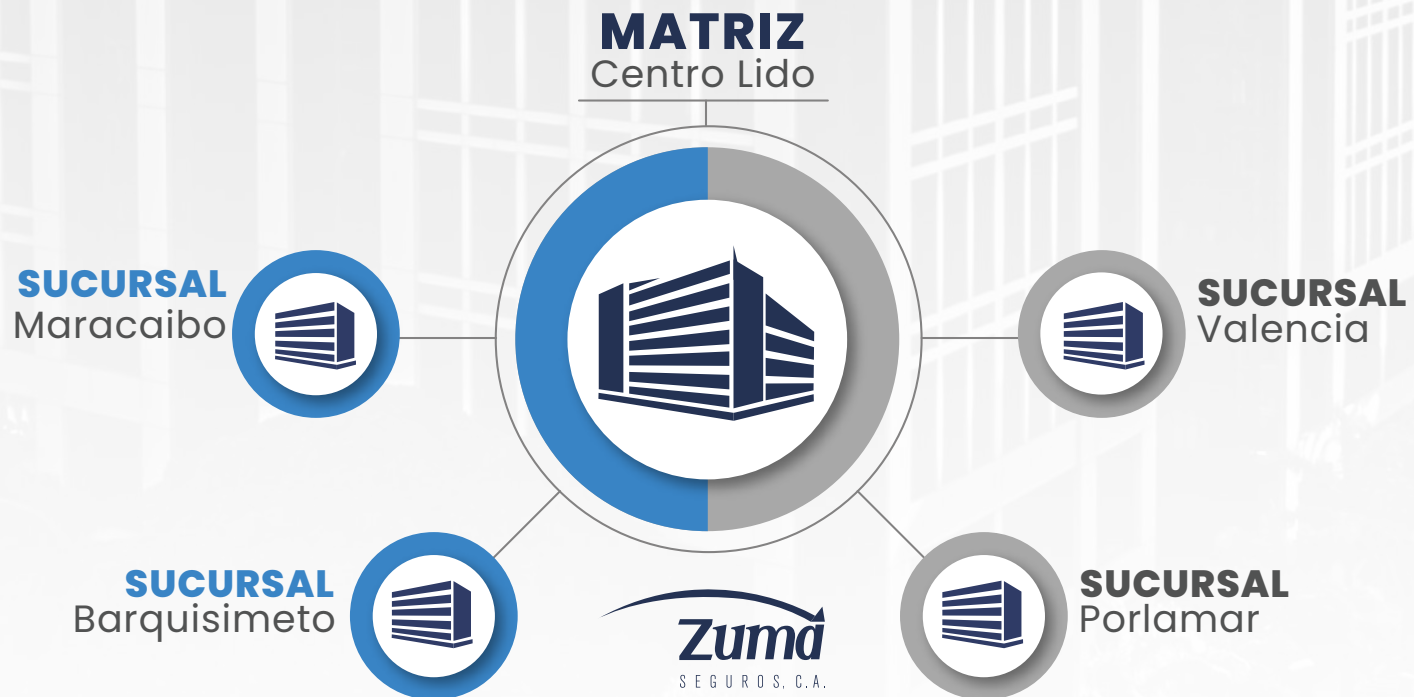 MATRIZ
Centro Lido
SUCURSAL
Maracaibo
SUCURSAL
Valencia
SUCURSAL
Barquisimeto
SUCURSAL
Porlamar
Zuma
SEGUROS, C.A.